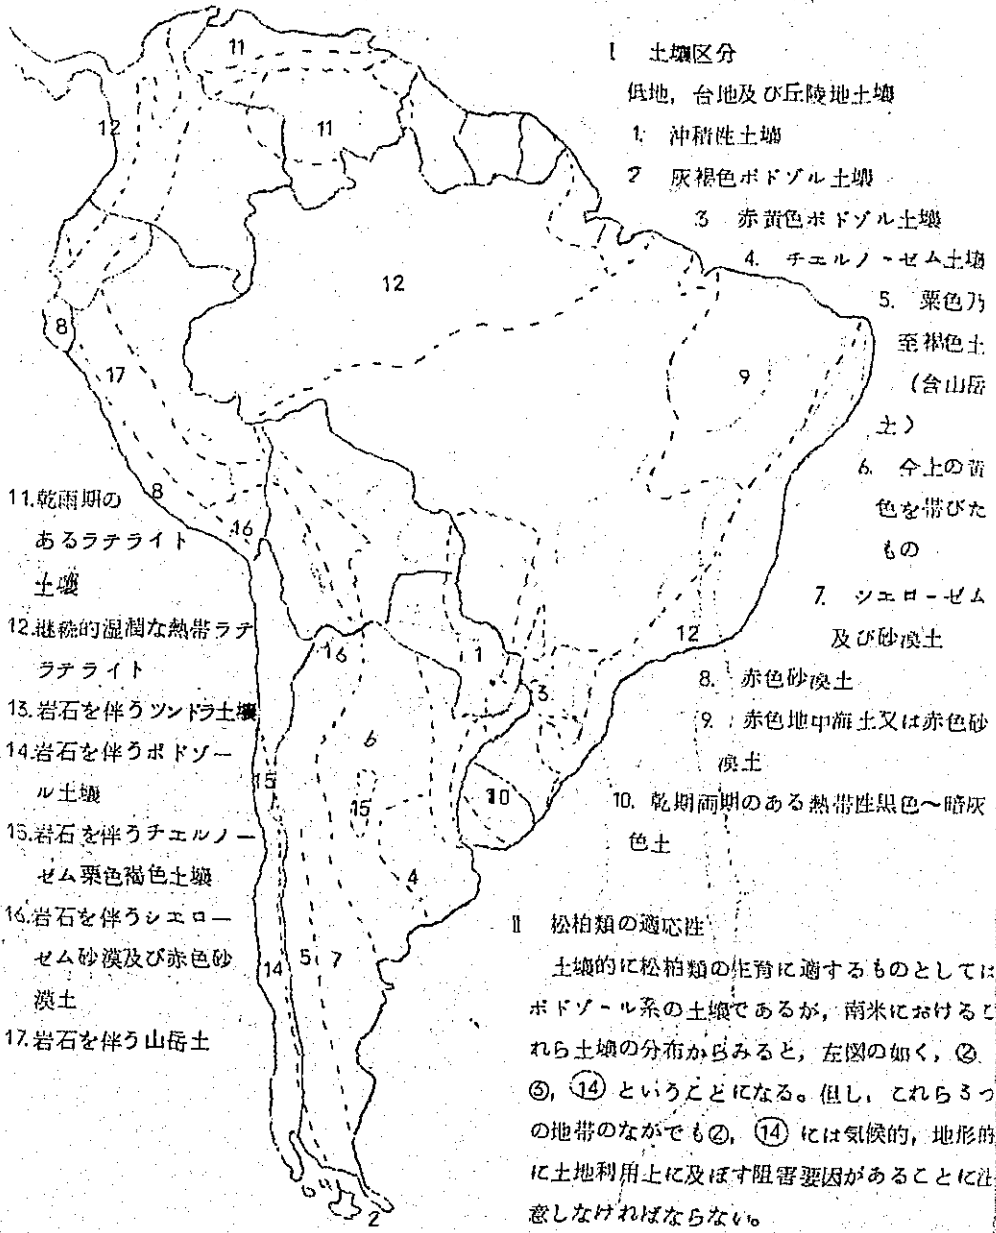 I 土壌区分
低地，台地及び丘陵地土壌
1. 沖積性土壌
2 灰褐色ポドゾル土壌
3 赤黄色ポドゾル土壌
4. チエルノーゼム土壌
5. 栗色乃
至褐色土
（含山岳
土）
6. 仝上の黄
色を帯びた
もの
7. シエローゼム
及び砂漠土
8. 赤色砂漠土
9. 赤色地中海土又は赤色砂
漠土
10. 乾期雨期のある熱帯性黒色～暗灰
色土
11.乾雨期の
あるラテライト
土壌
12.継続的湿潤な熱帯ラテ
ラテライト
13.岩石を伴うツンドラ土壌
14.岩石を伴うポドゾー
ル土壌
15.岩石を伴うチエルノー
ゼム栗色褐色土壌
16.岩石を伴うシエロー
ゼム砂漠及び赤色砂
漠土
17.岩石を伴う山岳土
11
12
11
12
8
17
9
8
16
16
1
3
12
6
15
15
10
4
14
5
7
2
II 松柏類の適応性
土壌的に松柏類の生育に適するものとしては
ポドゾール系の土壌であるが，南米におけるこ
れら土壌の分布からみると，左図の如く，②
③，⑭ ということになる。但し，これら3つ
の地帯のなかでも②，⑭ には気候的，地形的
に土地利用上に及ぼす阻害要因があることに注
意しなければならない。